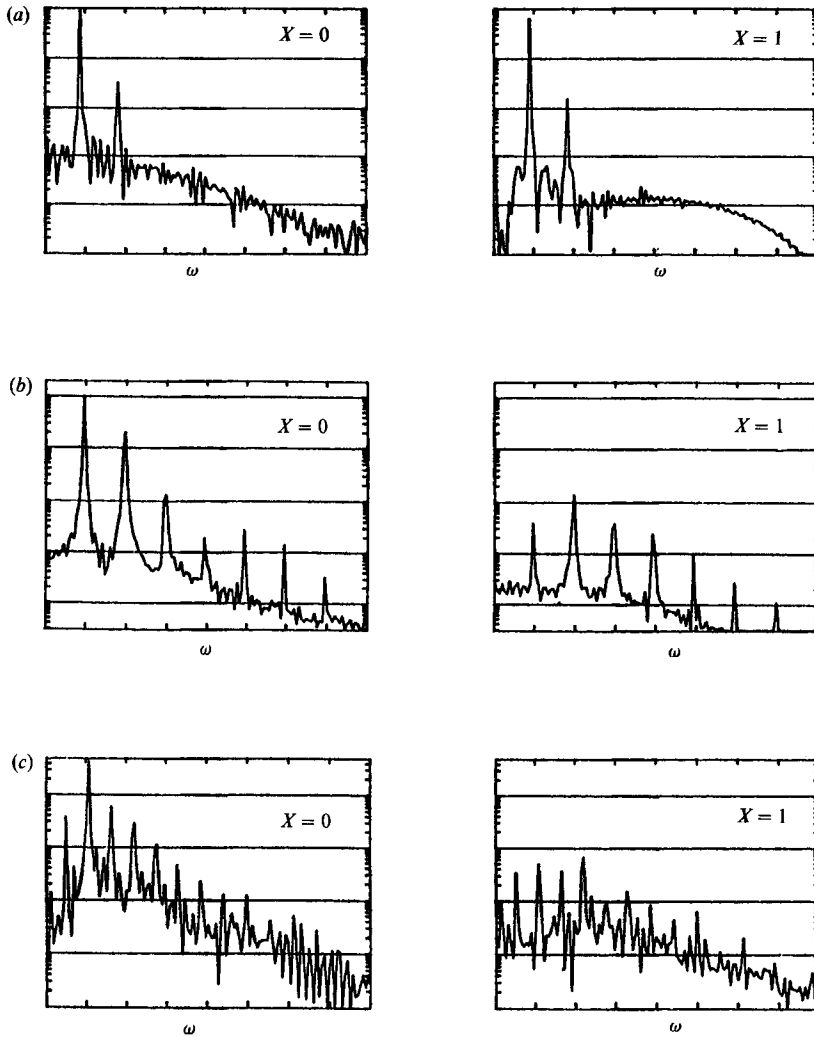 (a)
X = 0
X = 1
ω
ω
(b)
X = 0
X = 1
ω
ω
(c)
X = 0
X = 1
ω
ω